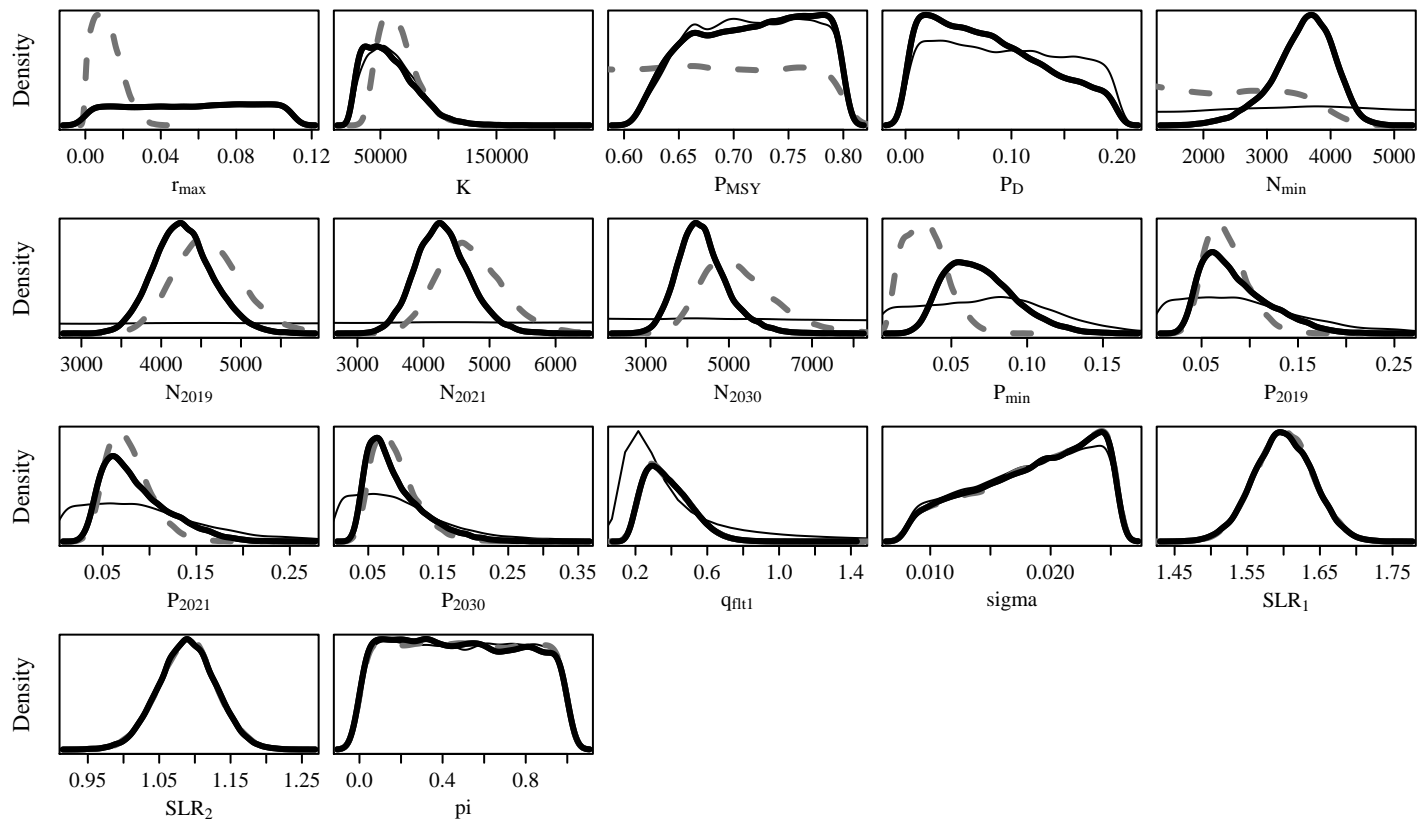 Density
0.00 0.04 0.08 0.12
r_max
50000 150000
K
0.60 0.65 0.70 0.75 0.80
P_MSY
0.00 0.10 0.20
P_D
2000 3000 4000 5000
N_min
Density
3000 4000 5000
N_2019
3000 4000 5000 6000
N_2021
3000 5000 7000
N_2030
0.05 0.10 0.15
P_min
0.05 0.15 0.25
P_2019
Density
0.05 0.15 0.25
P_2021
0.05 0.15 0.25 0.35
P_2030
0.2 0.6 1.0 1.4
q_flt1
0.010 0.020
sigma
1.45 1.55 1.65 1.75
SLR_1
Density
0.95 1.05 1.15 1.25
SLR_2
0.0 0.4 0.8
pi